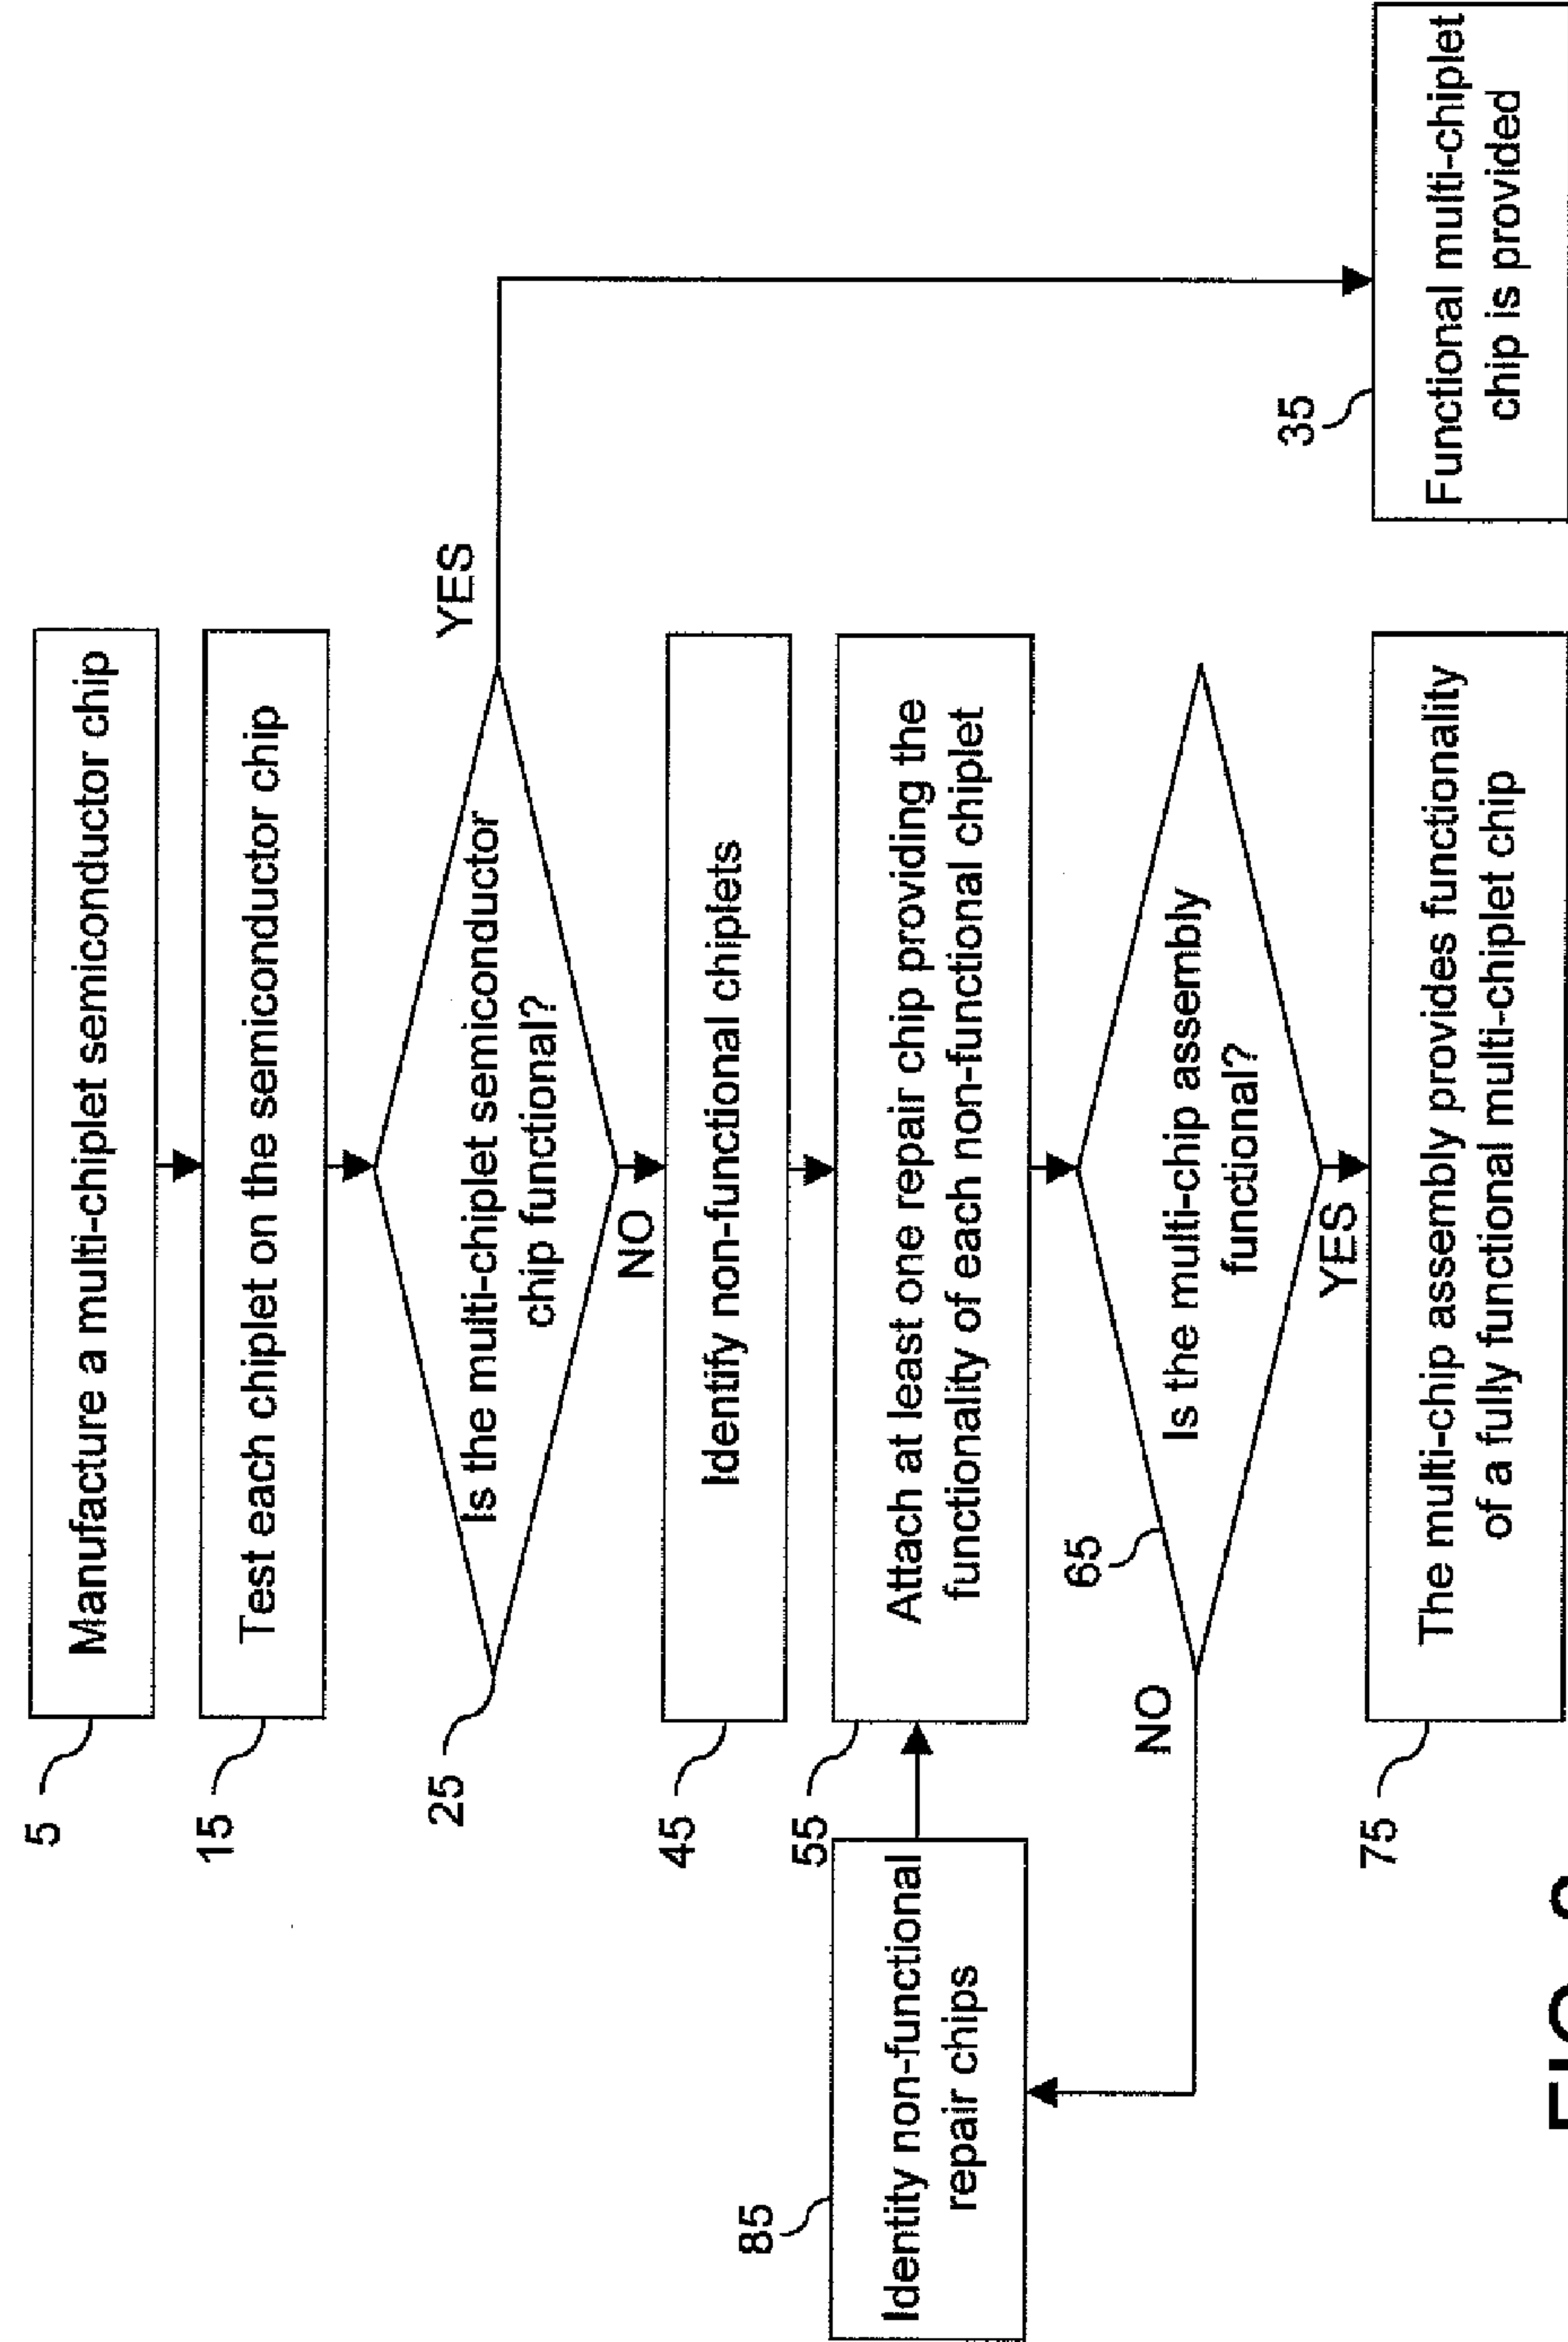 5
Manufacture a multi-chiplet semiconductor chip
15
Test each chiplet on the semiconductor chip
25
Is the multi-chiplet semiconductor
chip functional?
YES
NO
45
Identify non-functional chiplets
85
Identity non-functional
repair chips
55
Attach at least one repair chip providing the
functionality of each non-functional chiplet
65
Is the multi-chip assembly
functional?
NO
YES
75
The multi-chip assembly provides functionality
of a fully functional multi-chiplet chip
35
Functional multi-chiplet
chip is provided
FIG.